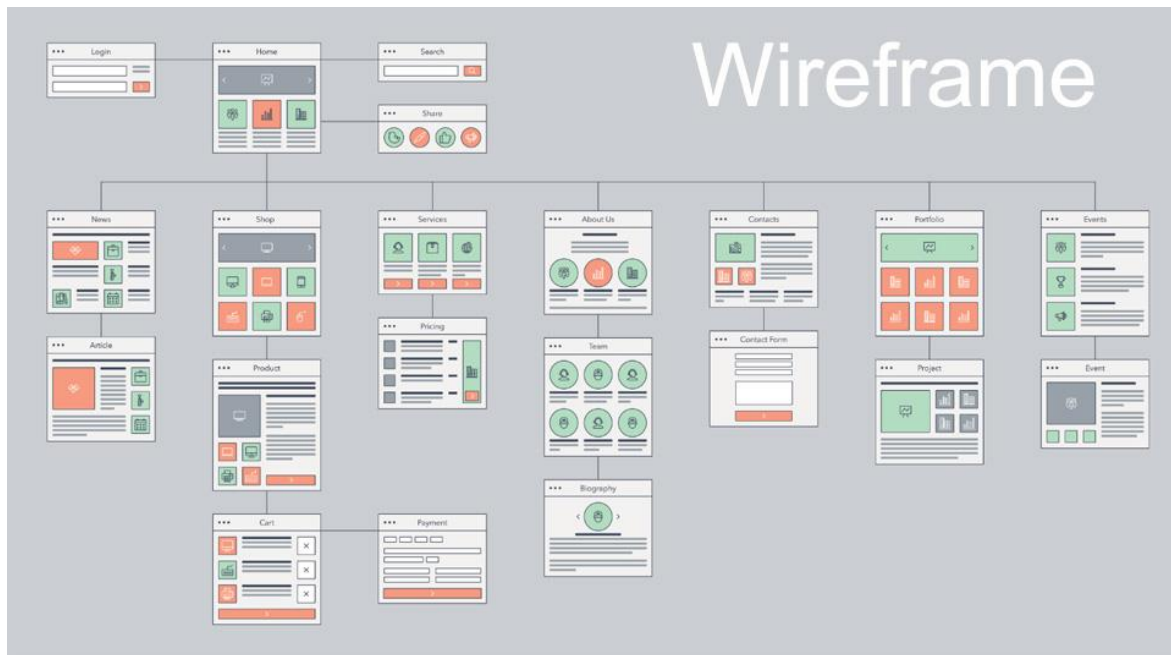 Wireframe
Login
Home
Search
Share
News
Shop
Services
About Us
Contacts
Portfolio
Events
Article
Product
Pricing
Team
Contact Form
Project
Event
Cart
Payment
Biography